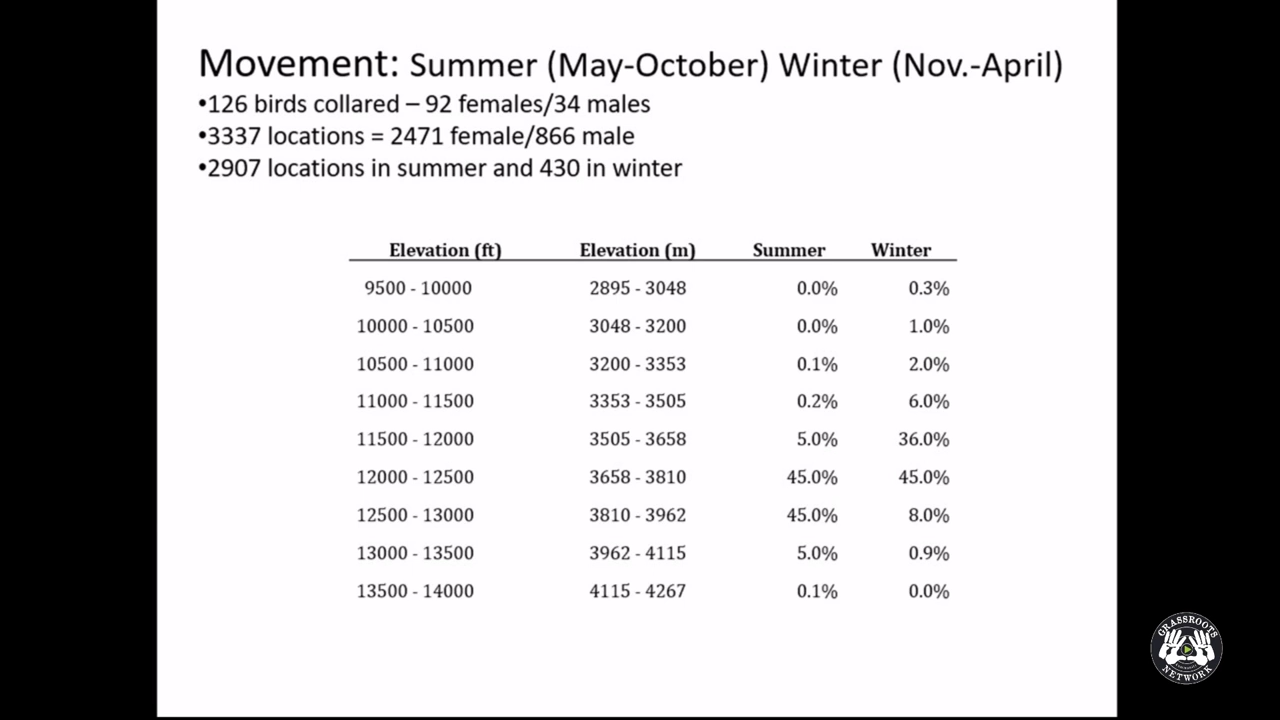 Movement: Summer (May-October) Winter (Nov.-April)
•126 birds collared – 92 females/34 males
•3337 locations = 2471 female/866 male
•2907 locations in summer and 430 in winter
Elevation (ft) Elevation (m) Summer Winter
9500 - 10000 2895 - 3048 0.0% 0.3%
10000 - 10500 3048 - 3200 0.0% 1.0%
10500 - 11000 3200 - 3353 0.1% 2.0%
11000 - 11500 3353 - 3505 0.2% 6.0%
11500 - 12000 3505 - 3658 5.0% 36.0%
12000 - 12500 3658 - 3810 45.0% 45.0%
12500 - 13000 3810 - 3962 45.0% 8.0%
13000 - 13500 3962 - 4115 5.0% 0.9%
13500 - 14000 4115 - 4267 0.1% 0.0%
GRASSROOTS
NETWORK